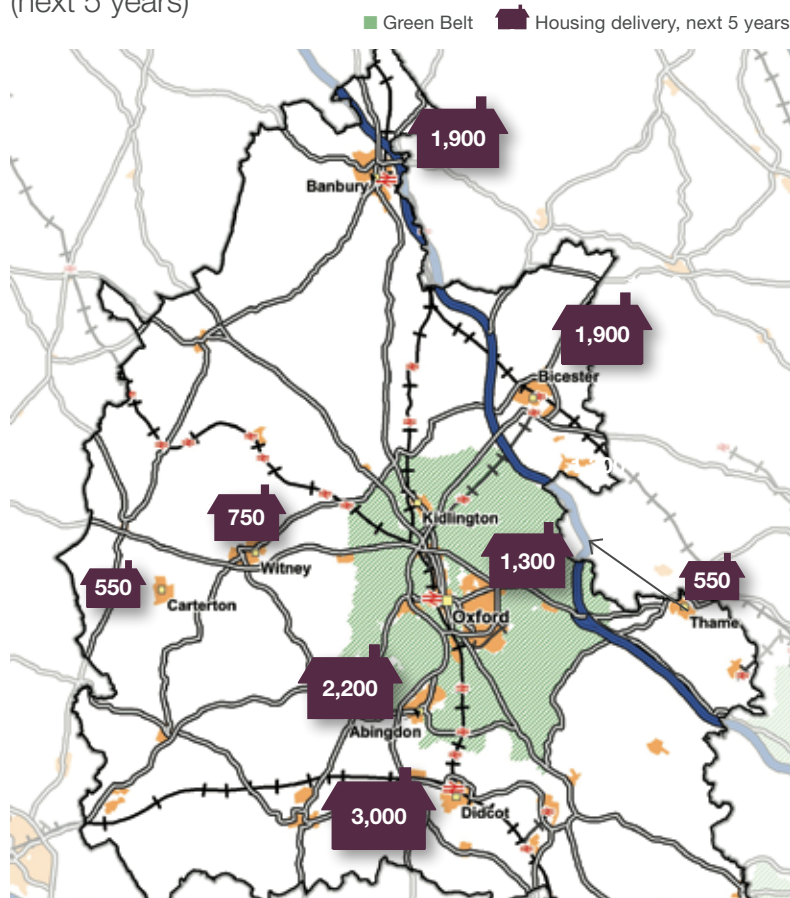 (next 5 years)
Green Belt
Housing delivery, next 5 years
1,900
Banbury
1,900
Bicester
750
Kidlington
Witney
1,300
550
550
Carterton
Oxford
Thame
2,200
Abingdon
3,000
Didcot